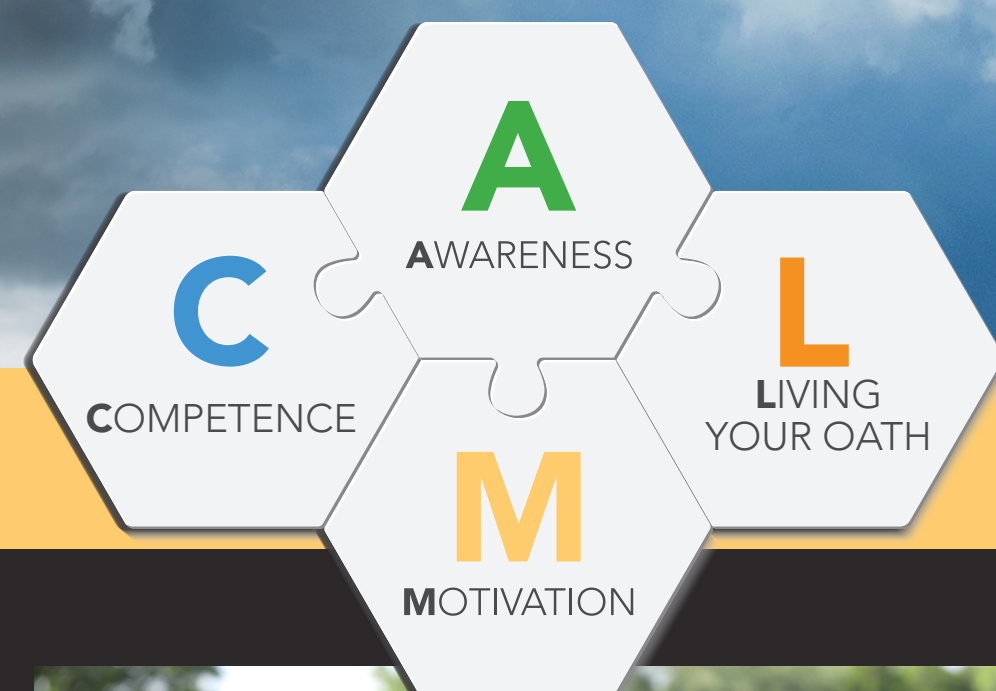 C
COMPETENCE
A
AWARENESS
L
LIVING
YOUR OATH
M
MOTIVATION